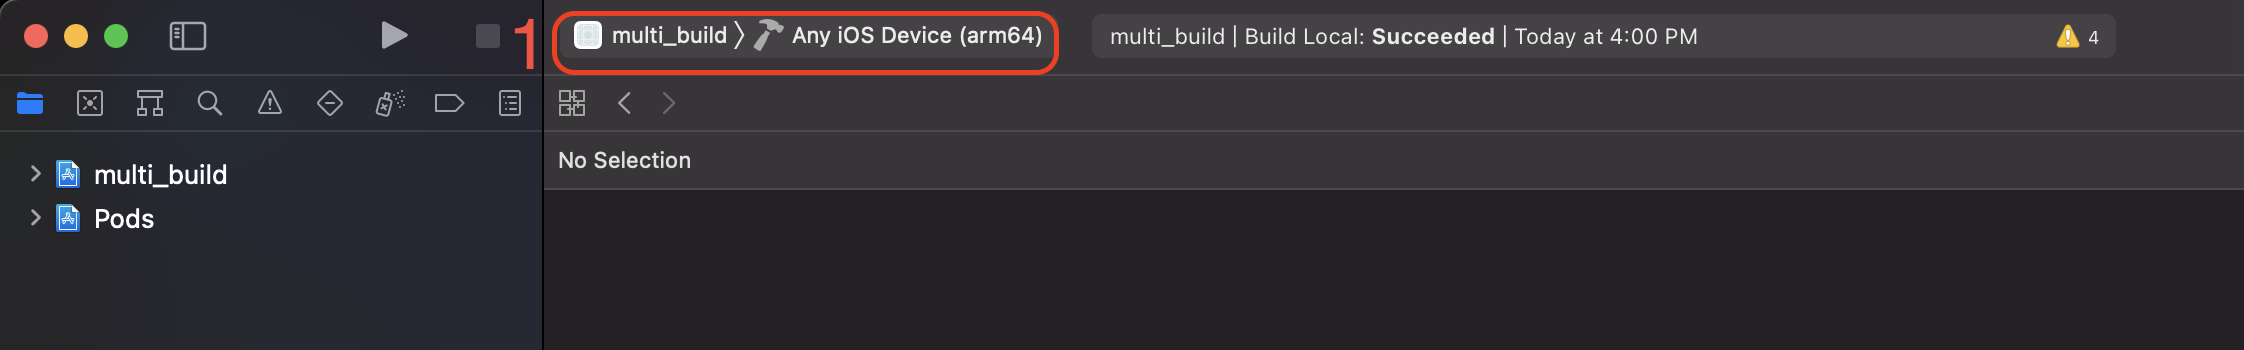 1
multi_build 〉 Any iOS Device (arm64)
multi_build | Build Local: Succeeded | Today at 4:00 PM
4
No Selection
multi_build
Pods